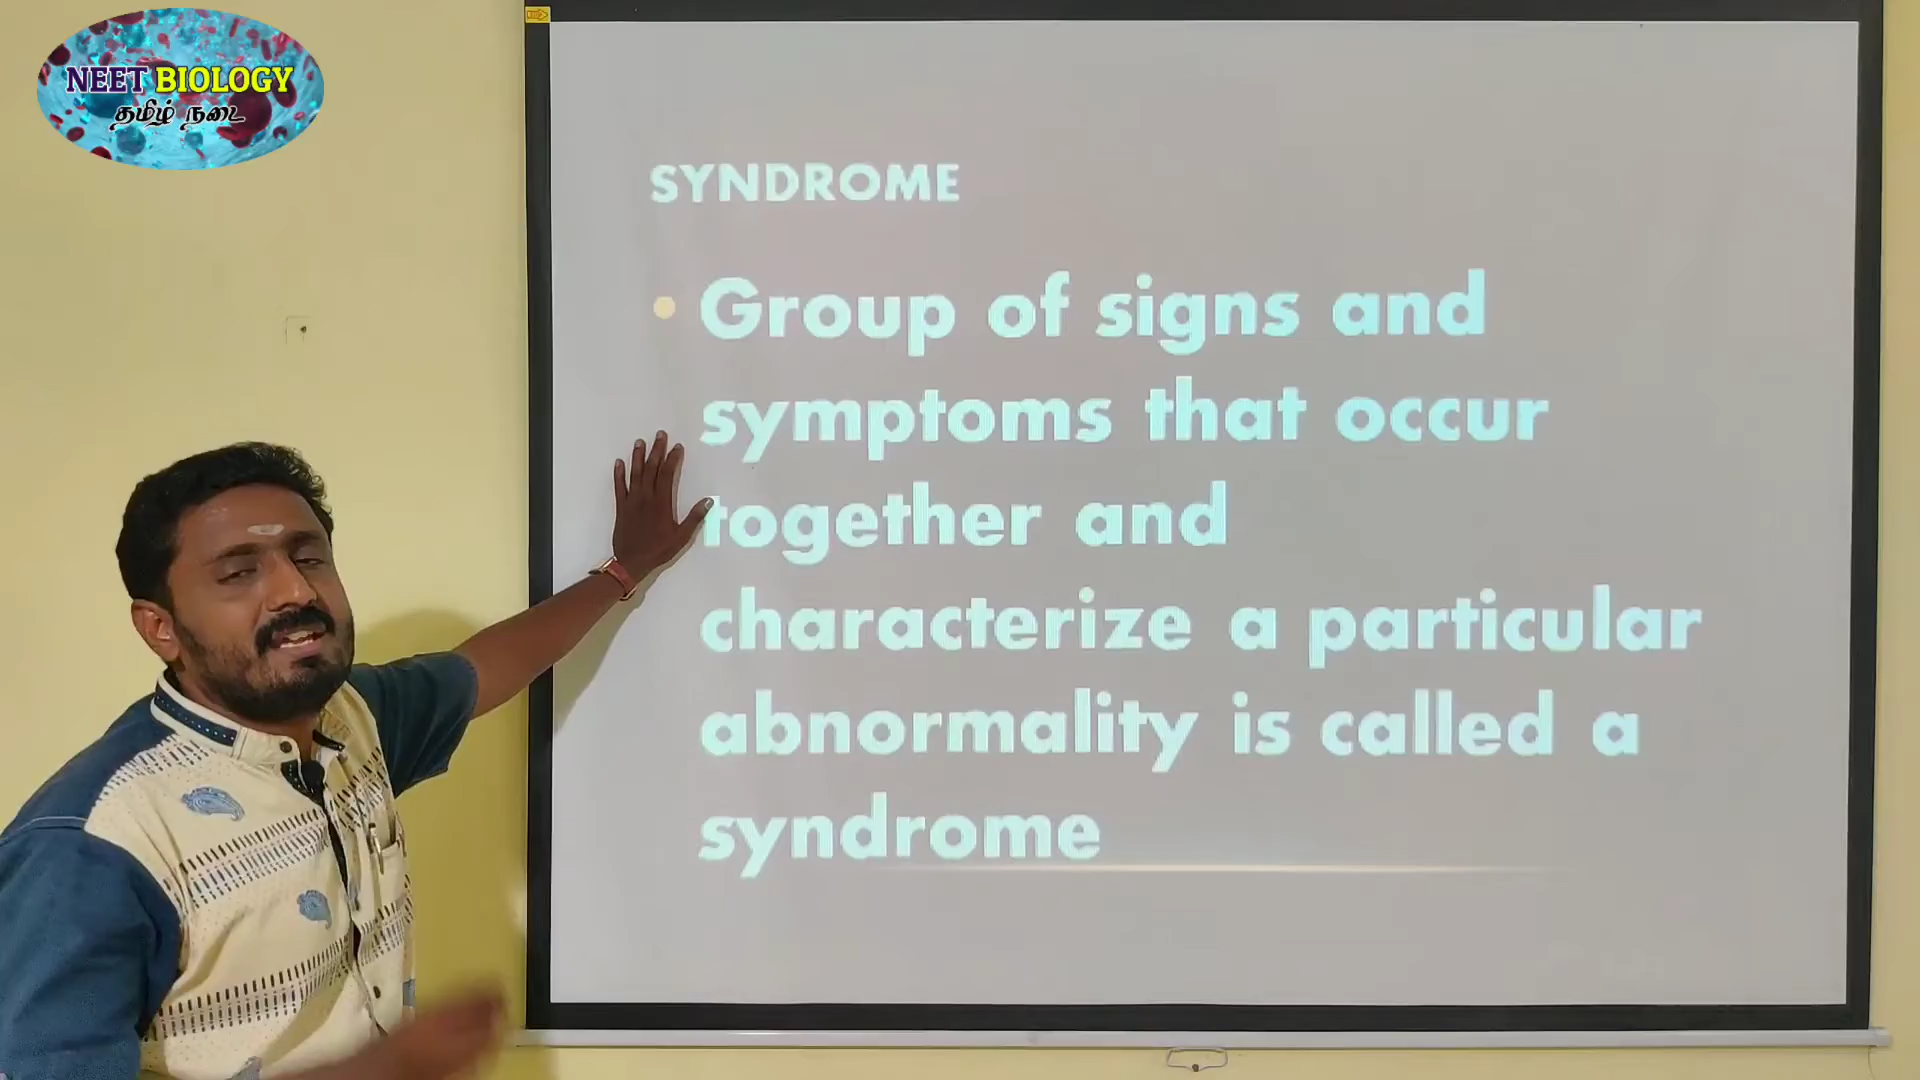 NEET BIOLOGY
தமிழ் நடை
SYNDROME
• Group of signs and
symptoms that occur
together and
characterize a particular
abnormality is called a
syndrome